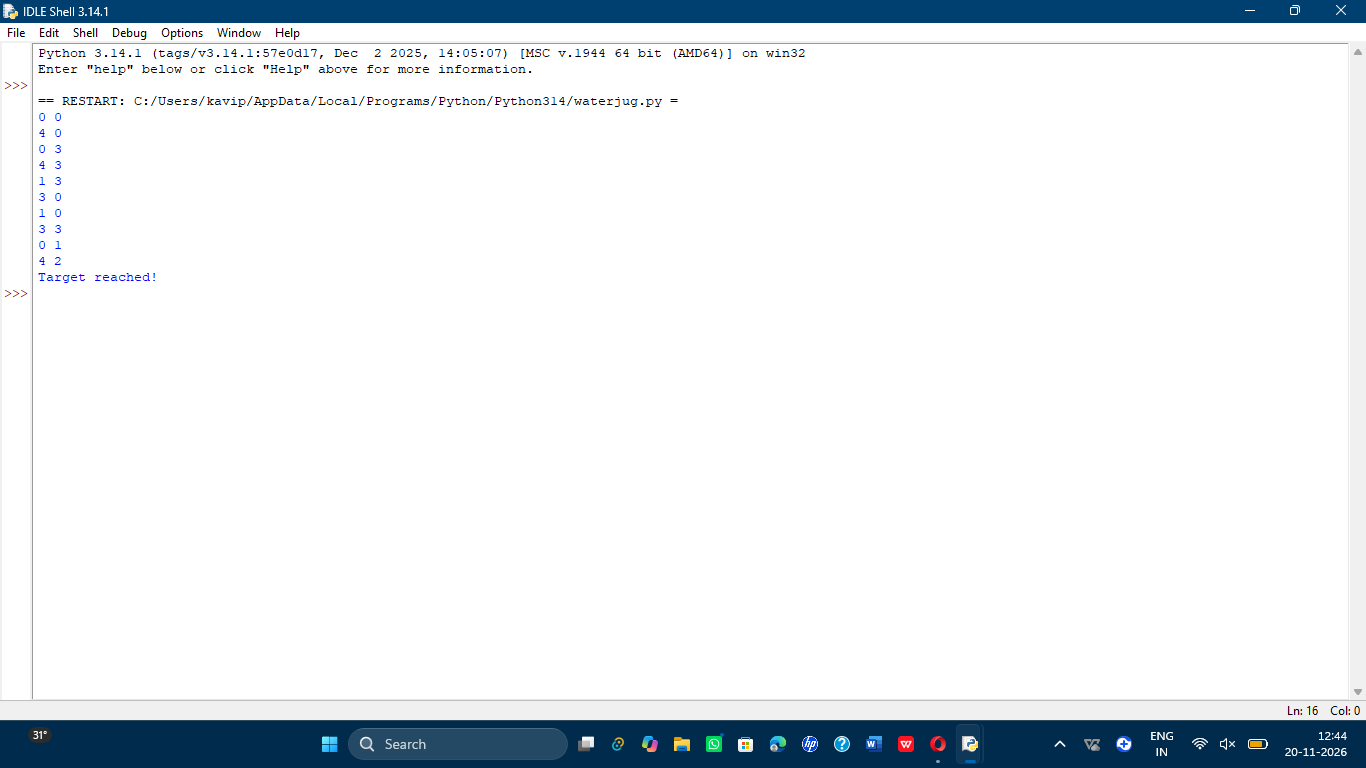 IDLE Shell 3.14.1
File Edit Shell Debug Options Window Help
Python 3.14.1 (tags/v3.14.1:57e0d17, Dec  2 2025, 14:05:07) [MSC v.1944 64 bit (AMD64)] on win32
Enter "help" below or click "Help" above for more information.
>>>
== RESTART: C:/Users/kavip/AppData/Local/Programs/Python/Python314/waterjug.py =
0 0
4 0
0 3
4 3
1 3
3 0
1 0
3 3
0 1
4 2
Target reached!
>>>
Ln: 16 Col: 0
31°
Search
ENG
IN
12:44
20-11-2026